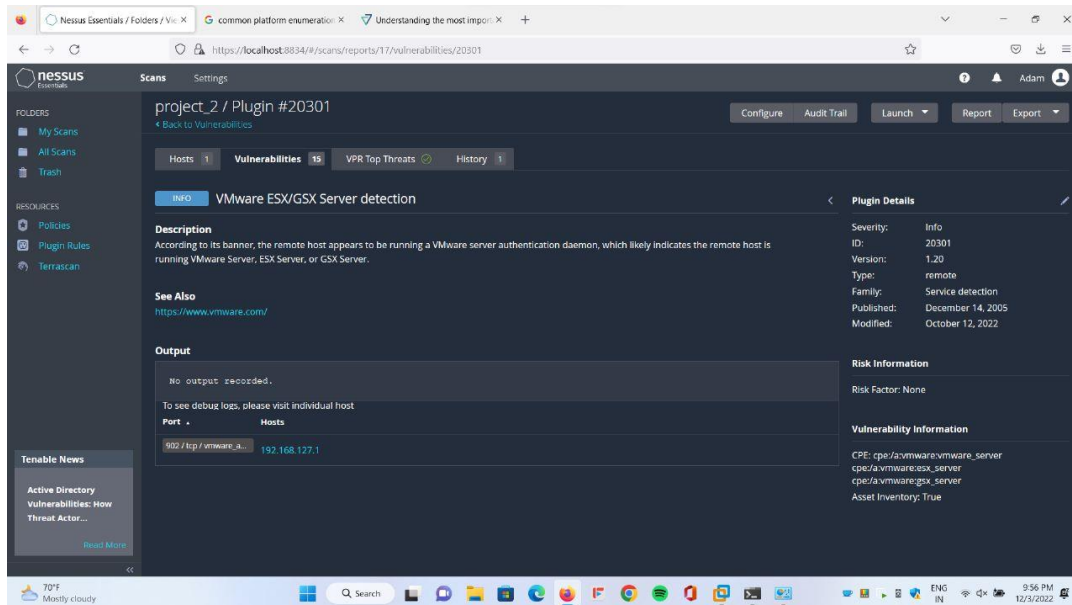 Nessus Essentials / Folders / Vie
common platform enumeration
Understanding the most import
https://localhost:8834/#/scans/reports/17/vulnerabilities/20301
nessus
Essentials
Scans
Settings
Adam
FOLDERS
My Scans
All Scans
Trash
RESOURCES
Policies
Plugin Rules
Terrascan
project_2 / Plugin #20301
Back to Vulnerabilities
Configure
Audit Trail
Launch
Report
Export
Hosts 1
Vulnerabilities 15
VPR Top Threats
History 1
INFO
VMware ESX/GSX Server detection
Description
According to its banner, the remote host appears to be running a VMware server authentication daemon, which likely indicates the remote host is
running VMware Server, ESX Server, or GSX Server.
See Also
https://www.vmware.com/
Output
No output recorded.
To see debug logs, please visit individual host
Port
Hosts
902 / tcp / vmware_a...
192.168.127.1
Plugin Details
Severity: Info
ID: 20301
Version: 1.20
Type: remote
Family: Service detection
Published: December 14, 2005
Modified: October 12, 2022
Risk Information
Risk Factor: None
Vulnerability Information
CPE: cpe:/a:vmware:vmware_server
cpe:/a:vmware:esx_server
cpe:/a:vmware:gsx_server
Asset Inventory: True
Tenable News
Active Directory
Vulnerabilities: How
Threat Actor...
Read More
70°F
Mostly cloudy
Search
ENG
IN
9:56 PM
12/3/2022